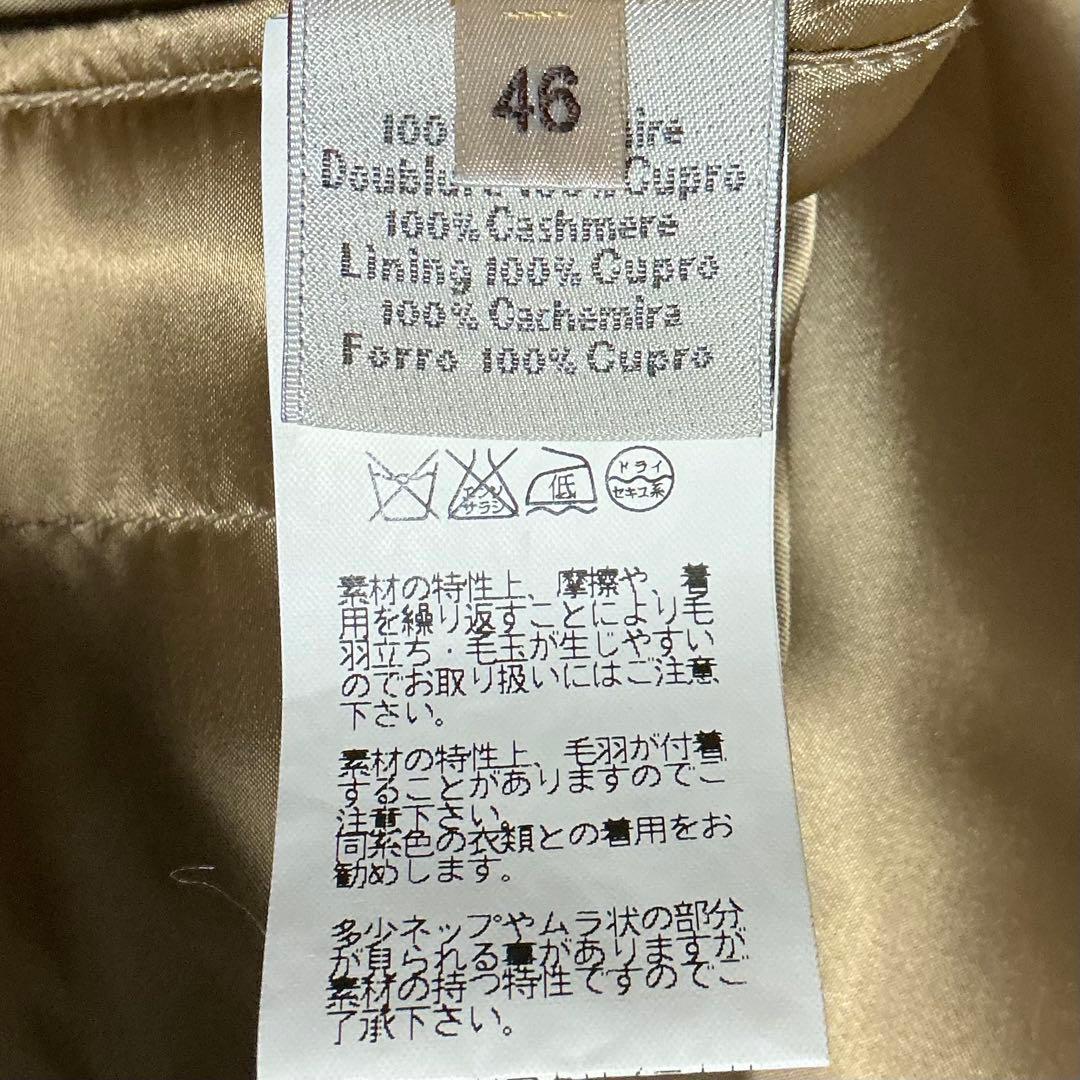 46
100
Cupro
100% Cashmere
Lining 100% Cupro
100% Cachemira
Forro 100% Cupro
エンソ
サラシ
低
ドライ
セキユ系
素材の特性上、摩擦や、着
用を繰り返すことにより毛
羽立ち・毛玉が生じやすい
のでお取り扱いにはご注意
下さい。
素材の特性上、毛羽が付着
することがありますのでご
注意下さい。
同系色の衣類との着用をお
勧めします。
多少ネップやムラ状の部分
が見られる事がありますが
素材の持つ特性ですのでご
了承下さい。